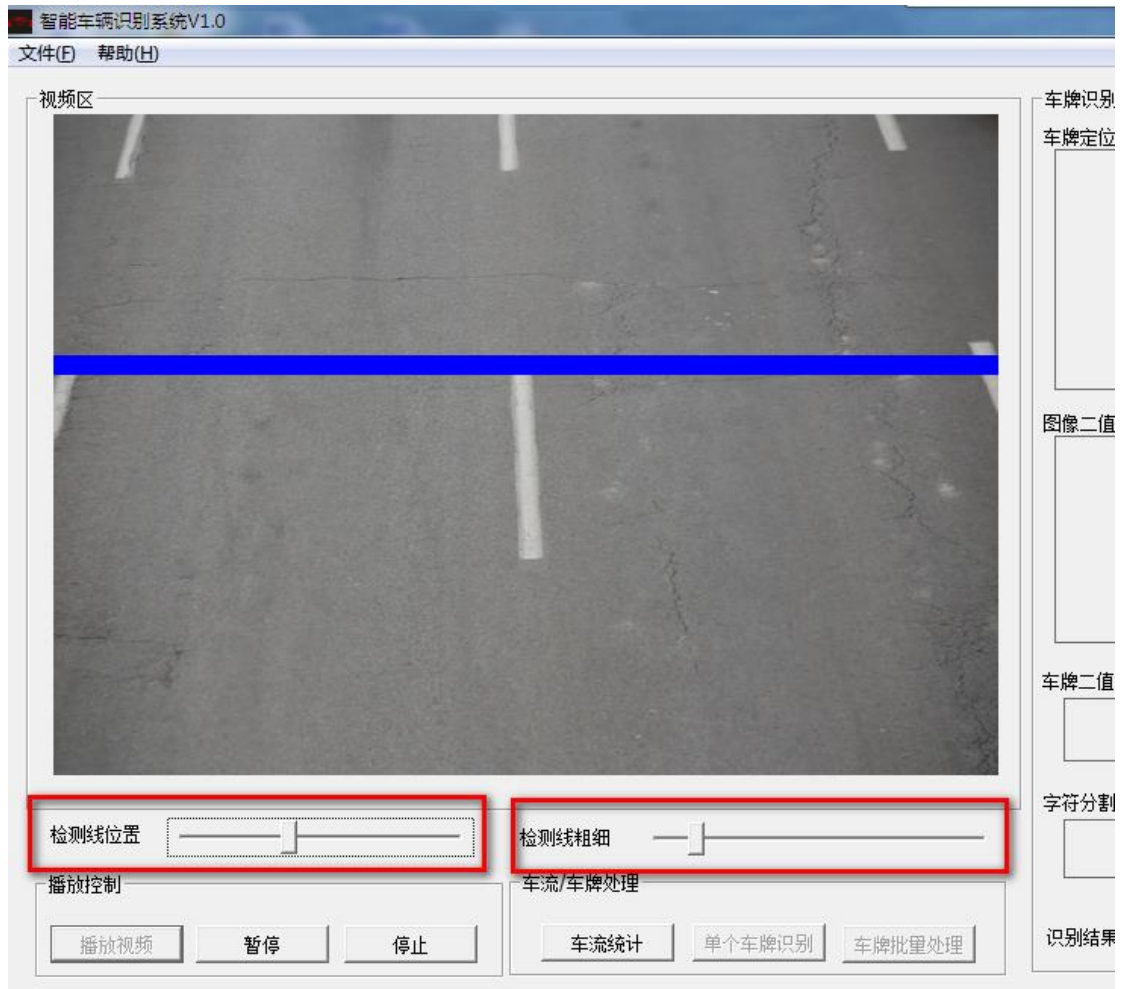 智能车辆识别系统V1.0
文件(F) 帮助(H)
视频区
车牌识别
车牌定位
图像二值
车牌二值
字符分割
检测线位置
检测线粗细
播放控制
车流/车牌处理
播放视频 暂停 停止 车流统计 单个车牌识别 车牌批量处理
识别结果